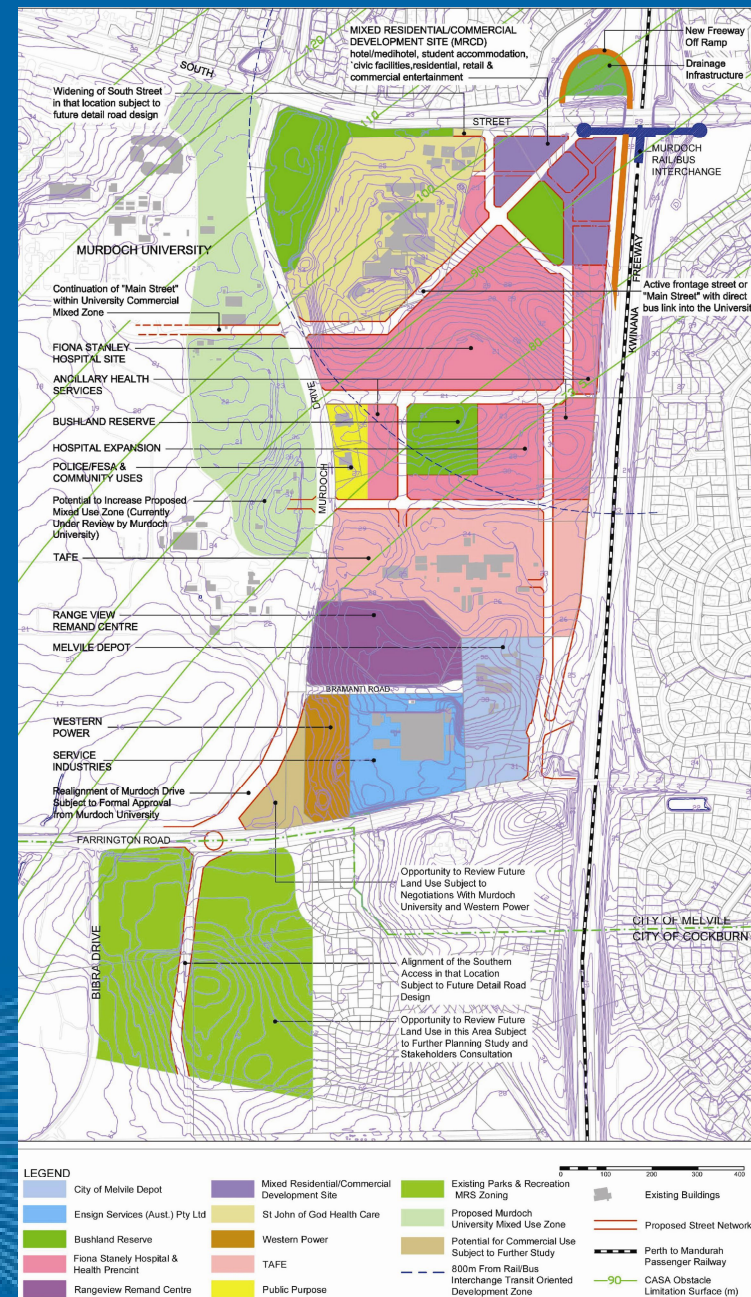 MIXED RESIDENTIAL/COMMERCIAL
DEVELOPMENT SITE (MRCD)
hotel/medihotel, student accommodation,
`civic facilities,residential, retail &
commercial entertainment
New Freeway
Off Ramp
Drainage
Infrastructure
SOUTH
STREET
Widening of South Street
in that location subject to
future detail road design
120
110
100
MURDOCH
RAIL/BUS
INTERCHANGE
MURDOCH UNIVERSITY
KWINANA
FREEWAY
Continuation of "Main Street"
within University Commercial
Mixed Zone
Active frontage street or
"Main Street" with direct
bus link into the Universit
FIONA STANLEY
HOSPITAL SITE
ANCILLARY HEALTH
SERVICES
DRIVE
BUSHLAND RESERVE
HOSPITAL EXPANSION
POLICE/FESA &
COMMUNITY USES
MURDOCH
Potential to Increase Proposed
Mixed Use Zone (Currently
Under Review by Murdoch
University)
TAFE
RANGE VIEW
REMAND CENTRE
MELVILE DEPOT
BRAMANTI ROAD
WESTERN
POWER
SERVICE
INDUSTRIES
Realignment of Murdoch Drive
Subject to Formal Approval
from Murdoch University
FARRINGTON ROAD
Opportunity to Review Future
Land Use Subject to
Negotiations With Murdoch
University and Western Power
CITY OF MELVILE
CITY OF COCKBURN
BIBRA DRIVE
Alignment of the Southern
Access in that Location
Subject to Future Detail Road
Design
Opportunity to Review Future
Land Use in this Area Subject
to Further Planning Study and
Stakeholders Consultation
LEGEND
City of Melvile Depot
Ensign Services (Aust.) Pty Ltd
Bushland Reserve
Fiona Stanely Hospital &
Health Prencint
Rangeview Remand Centre
Mixed Residential/Commercial
Development Site
St John of God Health Care
Western Power
TAFE
Public Purpose
Existing Parks & Recreation
MRS Zoning
Proposed Murdoch
University Mixed Use Zone
Potential for Commercial Use
Subject to Further Study
800m From Rail/Bus
Interchange Transit Oriented
Development Zone
0 100 200 300 400
Existing Buildings
Proposed Street Network
Perth to Mandurah
Passenger Railway
90
CASA Obstacle
Limitation Surface (m)